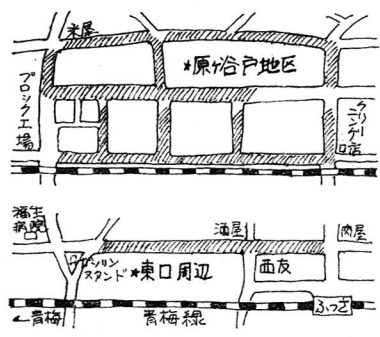 米屋
★原ヶ谷戸地区
ブロック工場
クリーニング店
福生病院
ガソリンスタンド
★東口周辺
酒屋
西友
肉屋
ふっさ
←青梅
青梅線